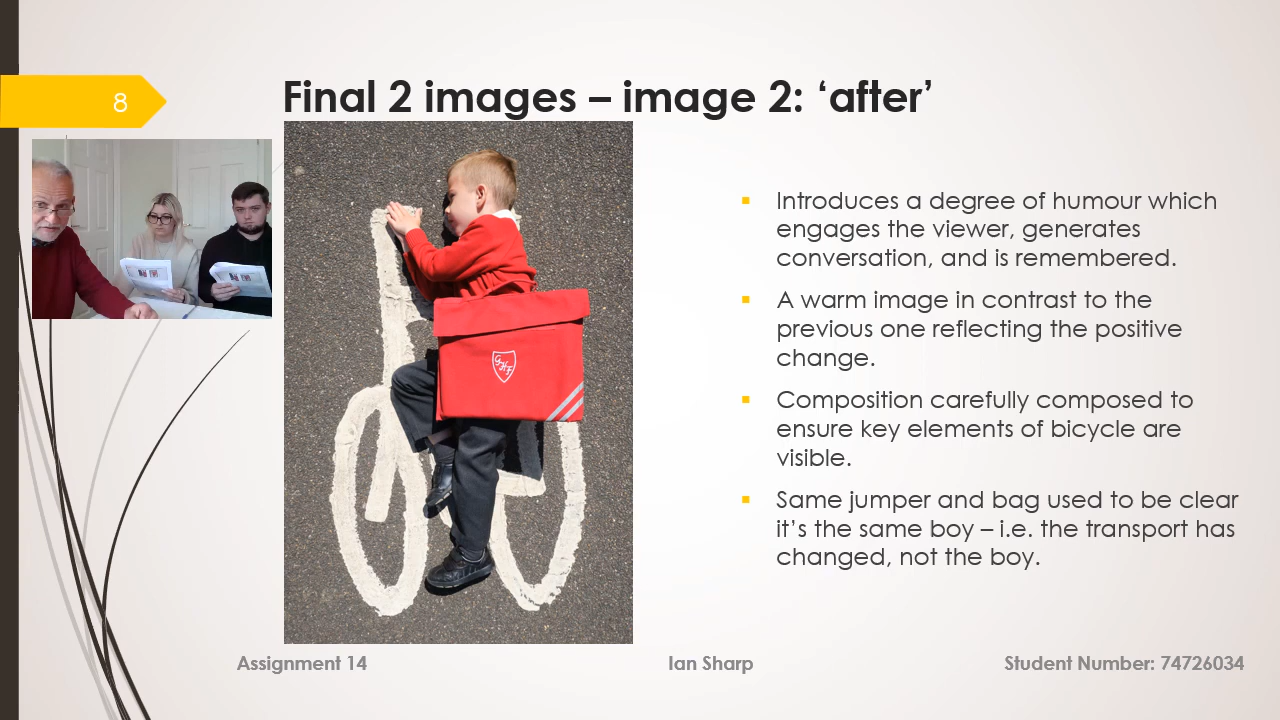 8
Final 2 images – image 2: ‘after’
GHF
Introduces a degree of humour which
engages the viewer, generates
conversation, and is remembered.
A warm image in contrast to the
previous one reflecting the positive
change.
Composition carefully composed to
ensure key elements of bicycle are
visible.
Same jumper and bag used to be clear
it’s the same boy – i.e. the transport has
changed, not the boy.
Assignment 14
Ian Sharp
Student Number: 74726034